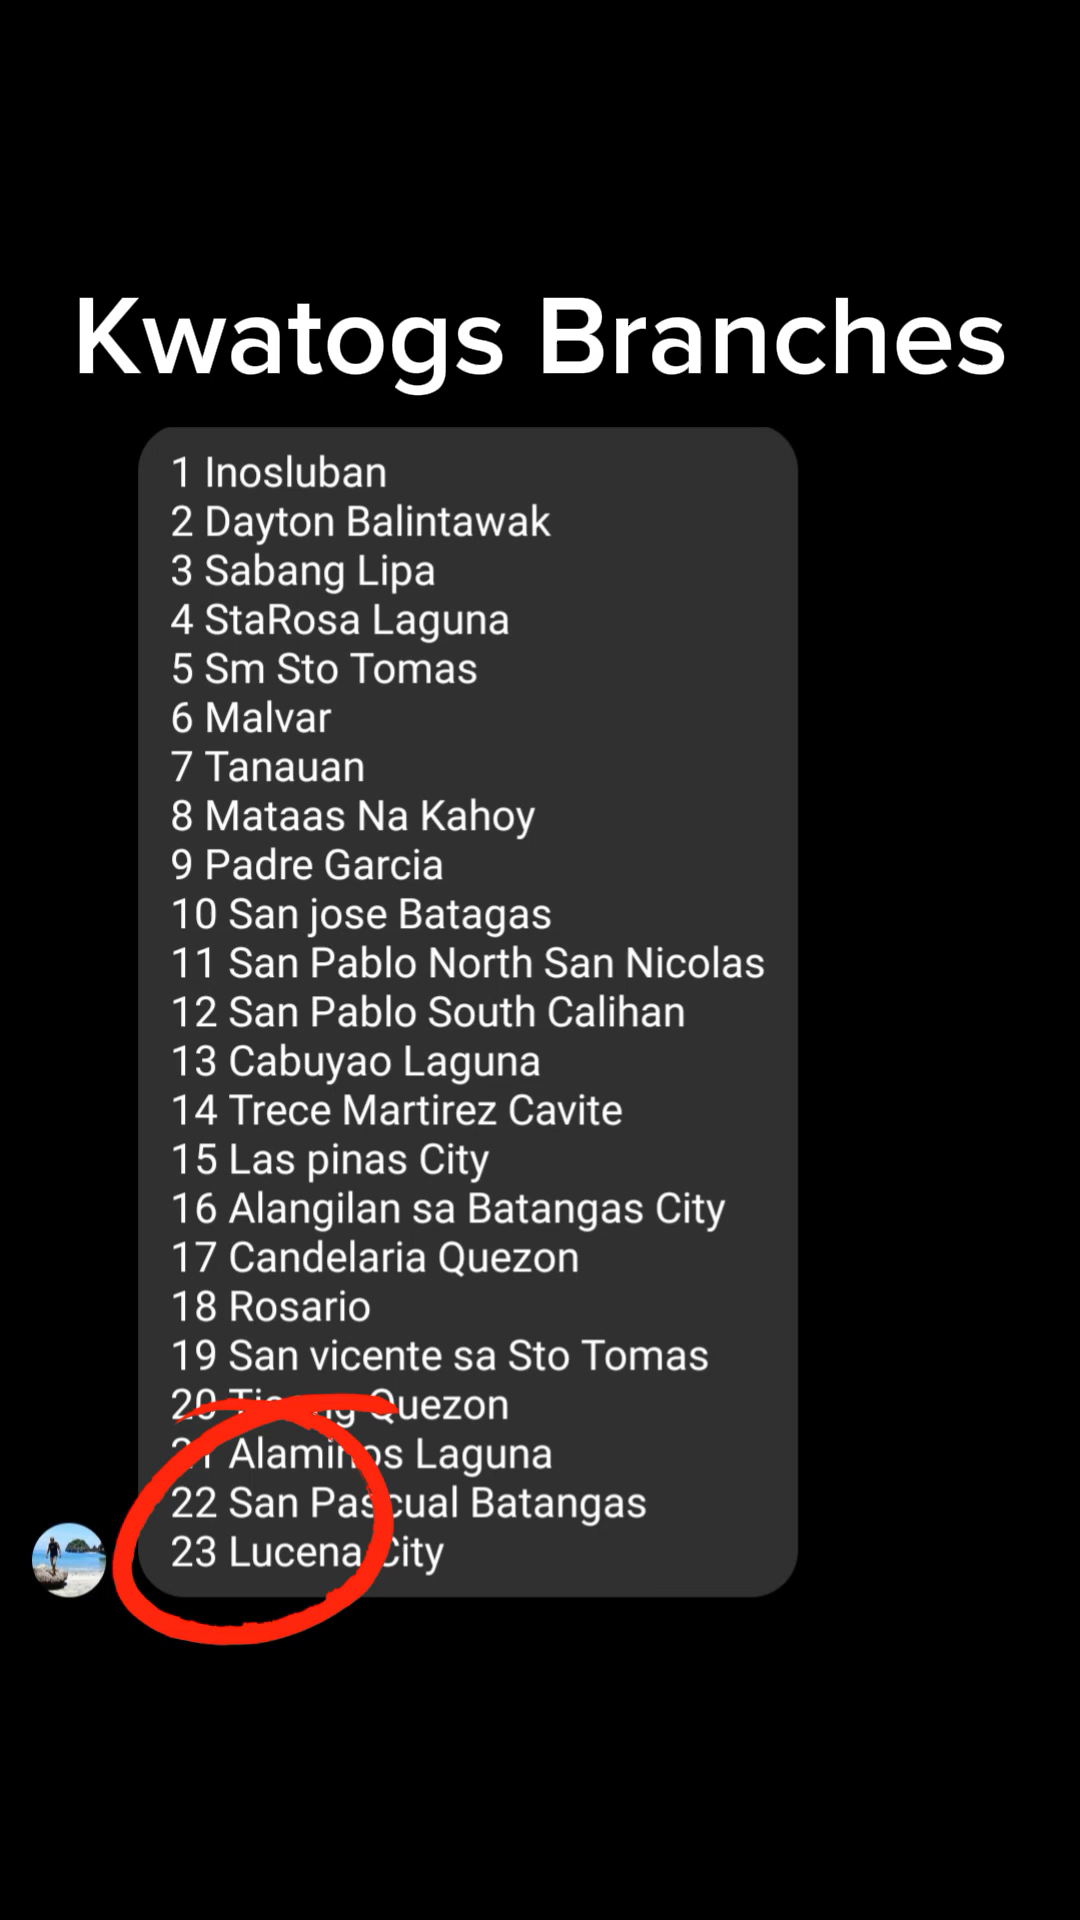 Kwatogs Branches
1 Inosluban
2 Dayton Balintawak
3 Sabang Lipa
4 StaRosa Laguna
5 Sm Sto Tomas
6 Malvar
7 Tanauan
8 Mataas Na Kahoy
9 Padre Garcia
10 San jose Batagas
11 San Pablo North San Nicolas
12 San Pablo South Calihan
13 Cabuyao Laguna
14 Trece Martirez Cavite
15 Las pinas City
16 Alangilan sa Batangas City
17 Candelaria Quezon
18 Rosario
19 San vicente sa Sto Tomas
20 Quezon
21 Alaminos Laguna
22 San Pascual Batangas
23 Lucena City